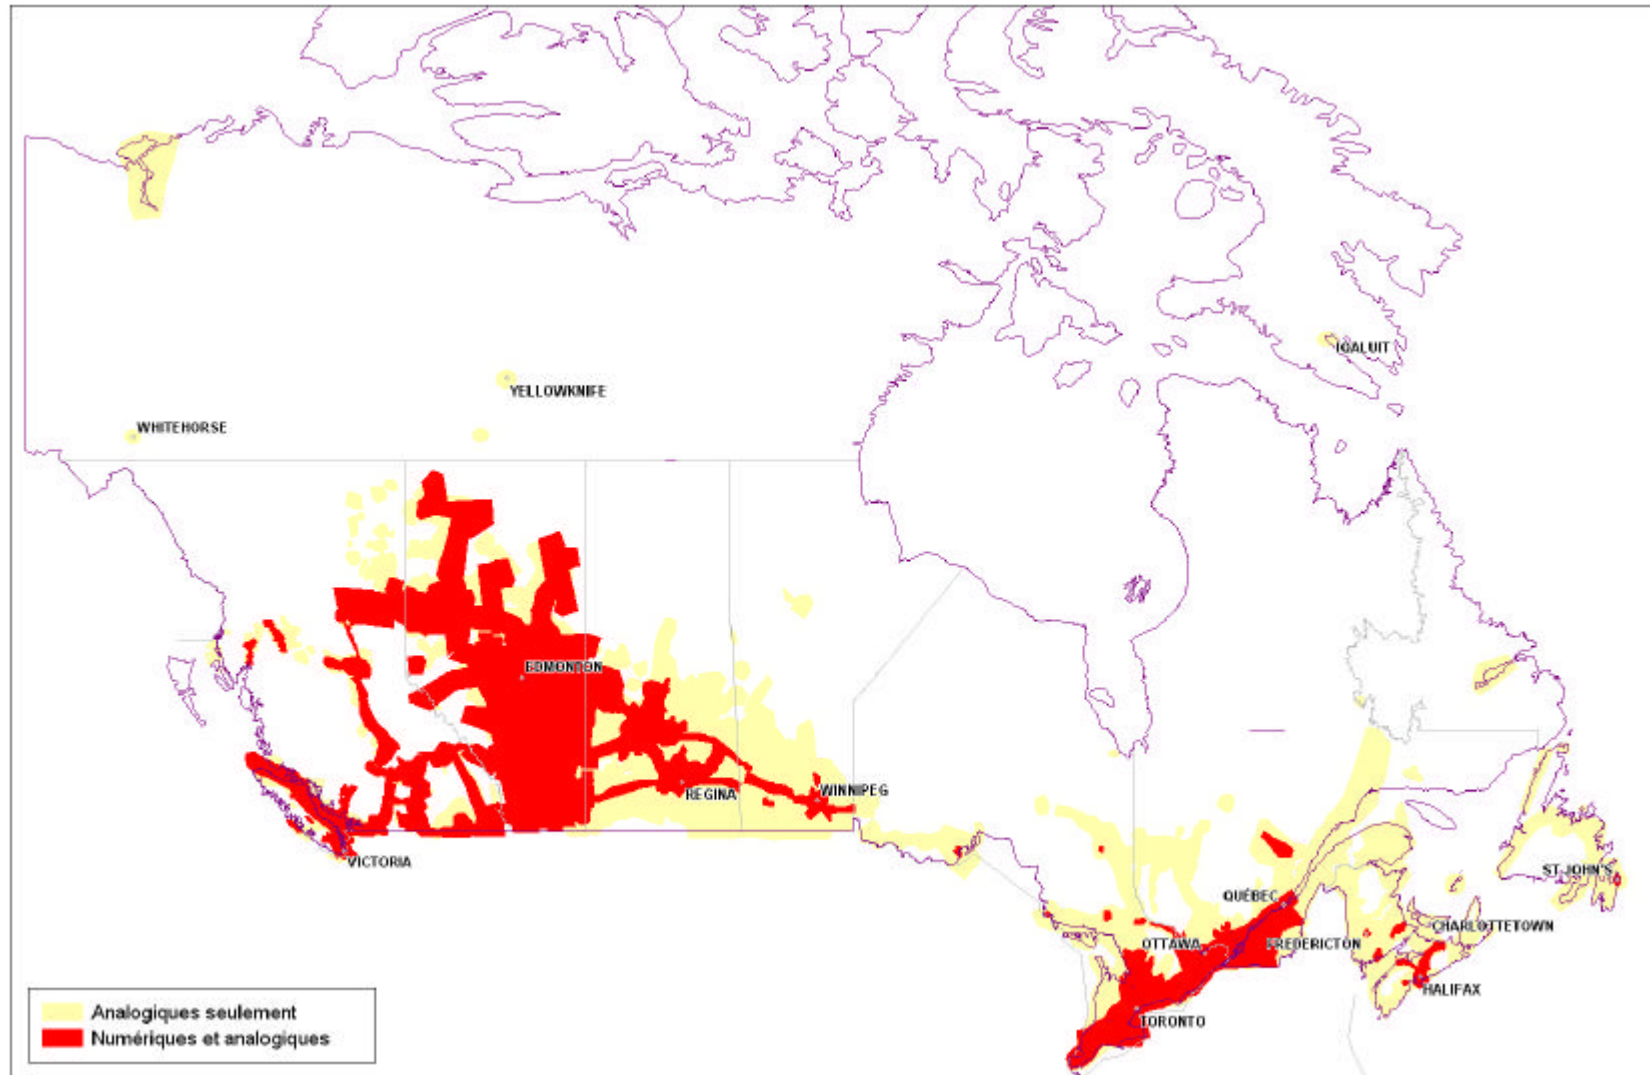 IQALUIT
YELLOWKNIFE
WHITEHORSE
EDMONTON
REGINA
WINNIPEG
VICTORIA
ST-JOHN'S
QUÉBEC
CHARLOTTETOWN
OTTAWA
FREDERICTON
HALIFAX
TORONTO
Analogiques seulement
Numériques et analogiques